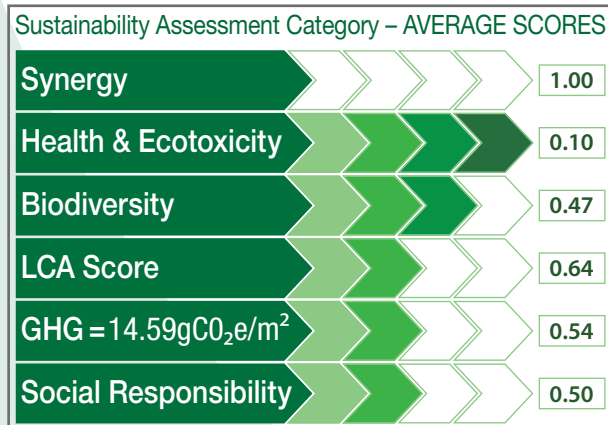 Sustainability Assessment Category – AVERAGE SCORES
Synergy 1.00
Health & Ecotoxicity 0.10
Biodiversity 0.47
LCA Score 0.64
GHG = 14.59gC0₂e/m² 0.54
Social Responsibility 0.50